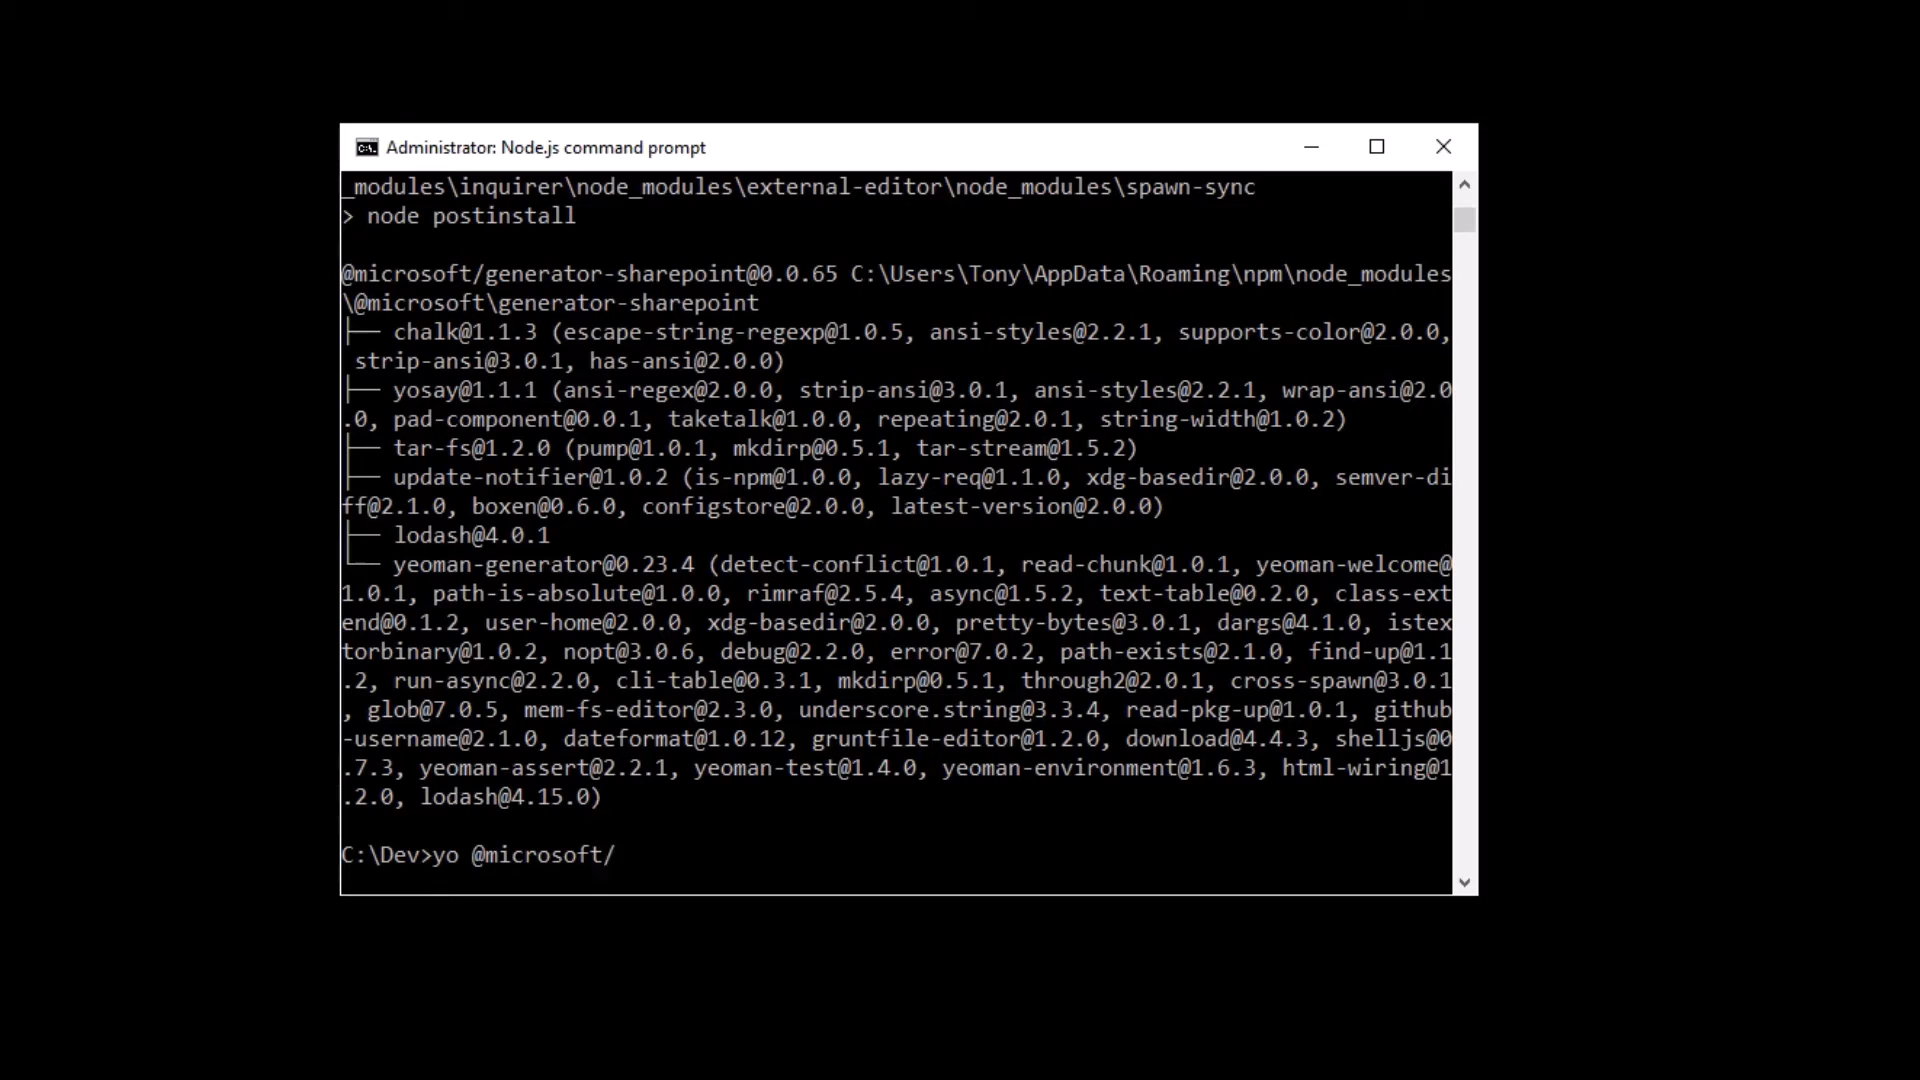 Administrator: Node.js command prompt
_modules\inquirer\node_modules\external-editor\node_modules\spawn-sync
> node postinstall
@microsoft/generator-sharepoint@0.0.65 C:\Users\Tony\AppData\Roaming\npm\node_modules
\@microsoft\generator-sharepoint
├── chalk@1.1.3 (escape-string-regexp@1.0.5, ansi-styles@2.2.1, supports-color@2.0.0,
strip-ansi@3.0.1, has-ansi@2.0.0)
├── yosay@1.1.1 (ansi-regex@2.0.0, strip-ansi@3.0.1, ansi-styles@2.2.1, wrap-ansi@2.0
.0, pad-component@0.0.1, taketalk@1.0.0, repeating@2.0.1, string-width@1.0.2)
├── tar-fs@1.2.0 (pump@1.0.1, mkdirp@0.5.1, tar-stream@1.5.2)
├── update-notifier@1.0.2 (is-npm@1.0.0, lazy-req@1.1.0, xdg-basedir@2.0.0, semver-di
ff@2.1.0, boxen@0.6.0, configstore@2.0.0, latest-version@2.0.0)
├── lodash@4.0.1
└── yeoman-generator@0.23.4 (detect-conflict@1.0.1, read-chunk@1.0.1, yeoman-welcome@
1.0.1, path-is-absolute@1.0.0, rimraf@2.5.4, async@1.5.2, text-table@0.2.0, class-ext
end@0.1.2, user-home@2.0.0, xdg-basedir@2.0.0, pretty-bytes@3.0.1, dargs@4.1.0, istex
torbinary@1.0.2, nopt@3.0.6, debug@2.2.0, error@7.0.2, path-exists@2.1.0, find-up@1.1
.2, run-async@2.2.0, cli-table@0.3.1, mkdirp@0.5.1, through2@2.0.1, cross-spawn@3.0.1
, glob@7.0.5, mem-fs-editor@2.3.0, underscore.string@3.3.4, read-pkg-up@1.0.1, github
-username@2.1.0, dateformat@1.0.12, gruntfile-editor@1.2.0, download@4.4.3, shelljs@0
.7.3, yeoman-assert@2.2.1, yeoman-test@1.4.0, yeoman-environment@1.6.3, html-wiring@1
.2.0, lodash@4.15.0)
C:\Dev>yo @microsoft/